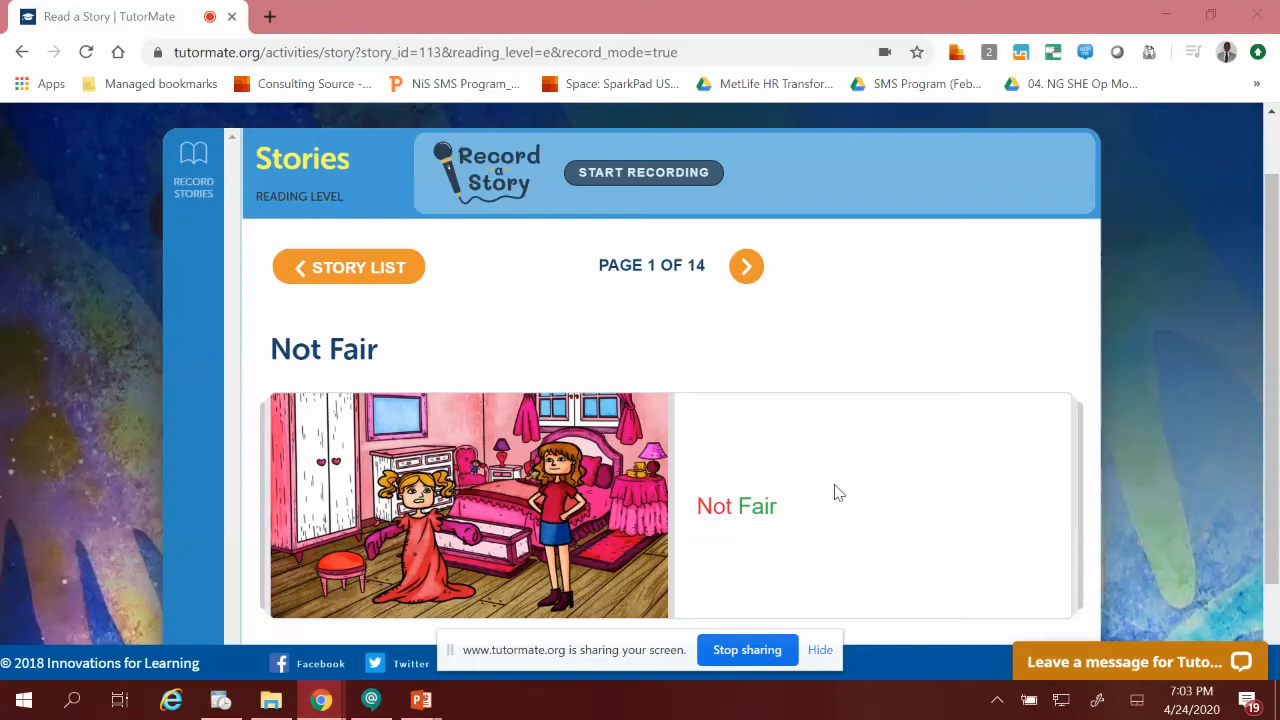 Read a Story | TutorMate
tutormate.org/activities/story?story_id=113&reading_level=e&record_mode=true
2
Apps
Managed bookmarks
Consulting_Source -...
NiS SMS Program_...
Space: SparkPad US...
MetLife HR Transfor...
SMS Program (Feb...
04. NG SHE Op Mo...
»
RECORD
STORIES
Stories
READING LEVEL
Record
a
Story
START RECORDING
STORY LIST
PAGE 1 OF 14
Not Fair
Not Fair
www.tutormate.org is sharing your screen.
Stop sharing
Hide
© 2018 Innovations for Learning
Facebook
Twitter
Leave a message for Tuto...
7:03 PM
4/24/2020
19